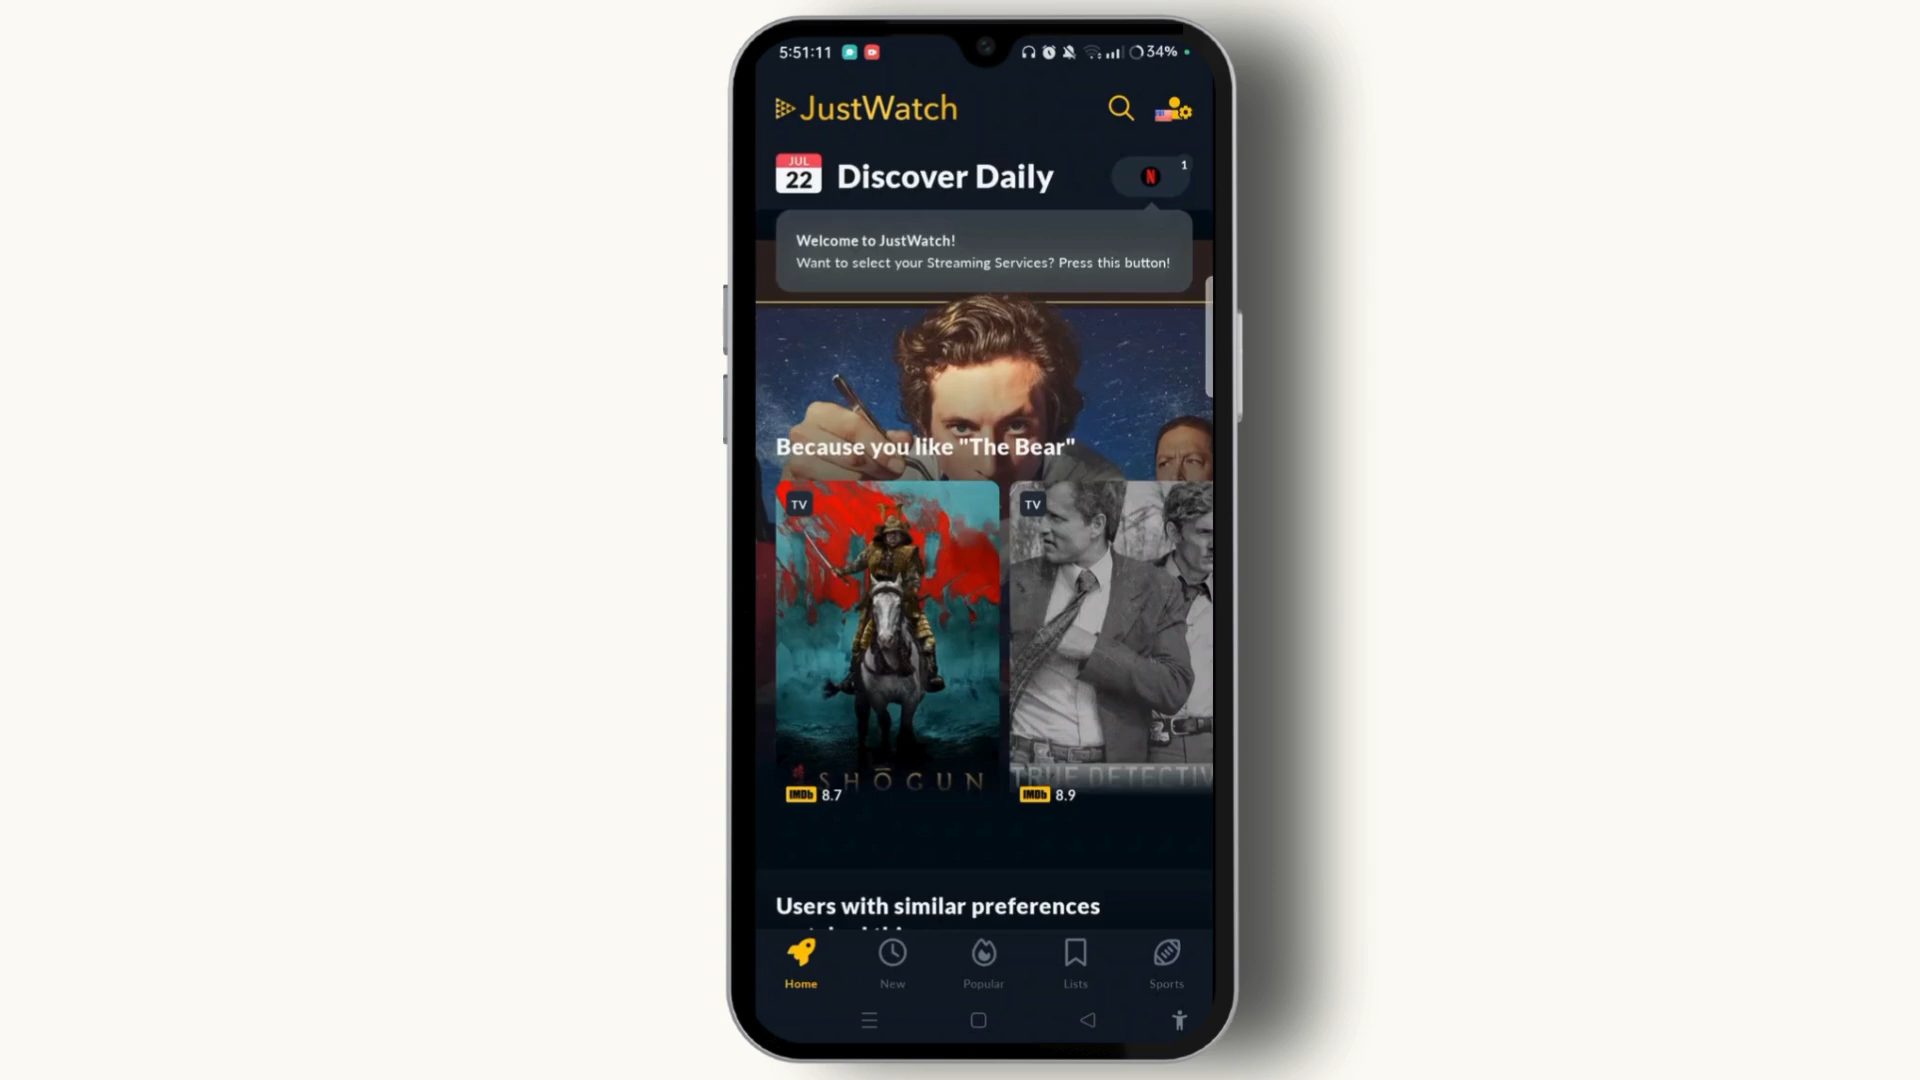 5:51:11
34%
JustWatch
JUL
22
Discover Daily
N
1
Welcome to JustWatch!
Want to select your Streaming Services? Press this button!
Because you like "The Bear"
TV
TV
SHŌGUN
TRUE DETECTIV
IMDb 8.7
IMDb 8.9
Users with similar preferences
Home
New
Popular
Lists
Sports